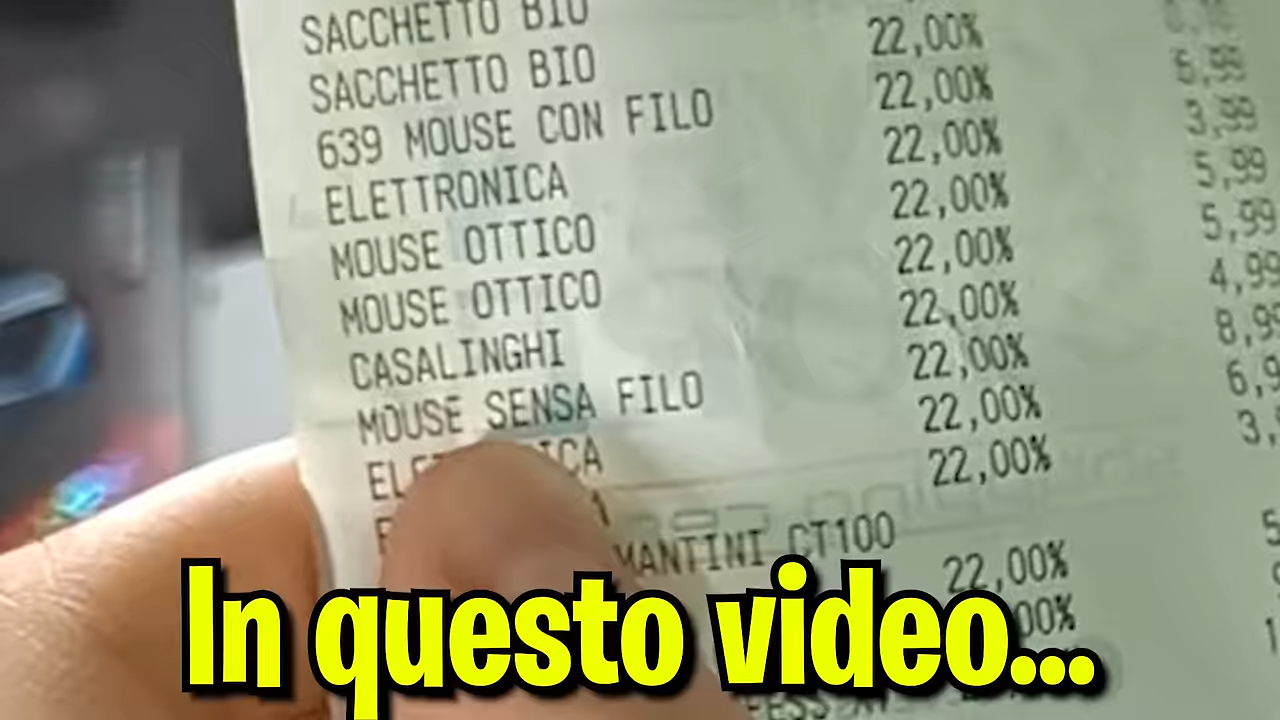 SACCHETTO BIO
SACCHETTO BIO 22,00%
639 MOUSE CON FILO 22,00% 6,99
ELETTRONICA 22,00% 3,99
MOUSE OTTICO 22,00% 5,99
MOUSE OTTICO 22,00% 5,99
CASALINGHI 22,00% 4,99
MOUSE SENSA FILO 22,00%
22,00%
22,00%
MANTINI CT100
22,00%
In questo video...